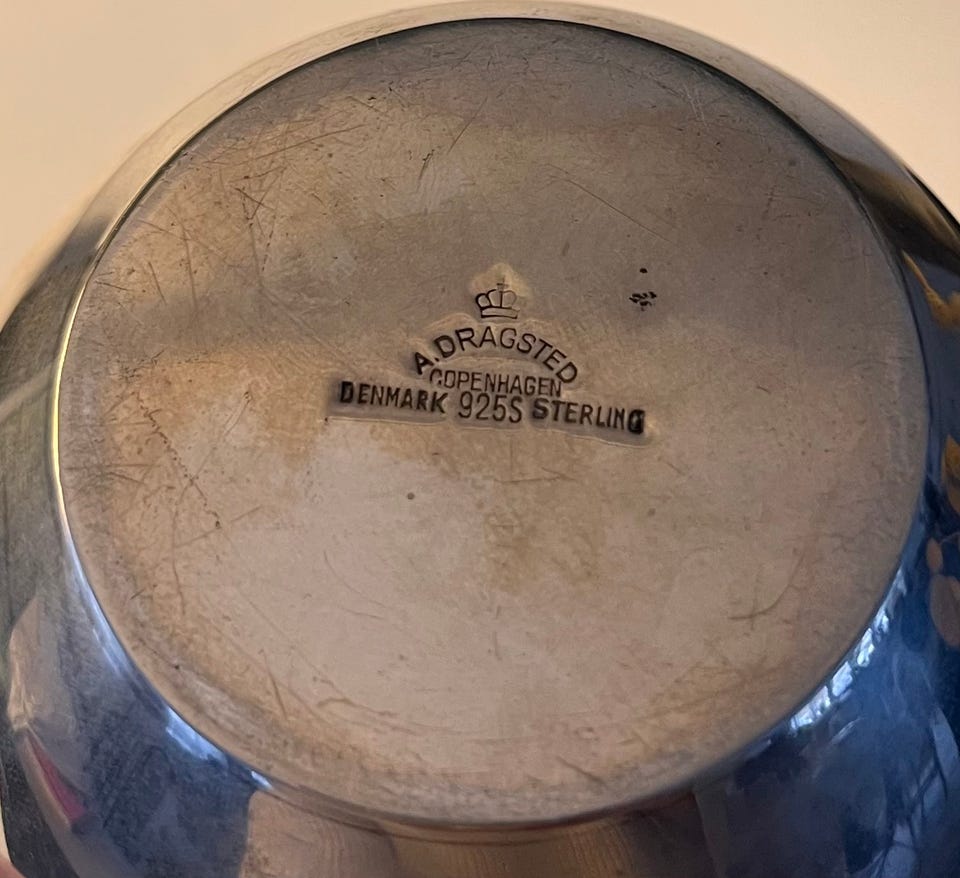 A. DRAGSTED
COPENHAGEN
DENMARK 925S STERLING